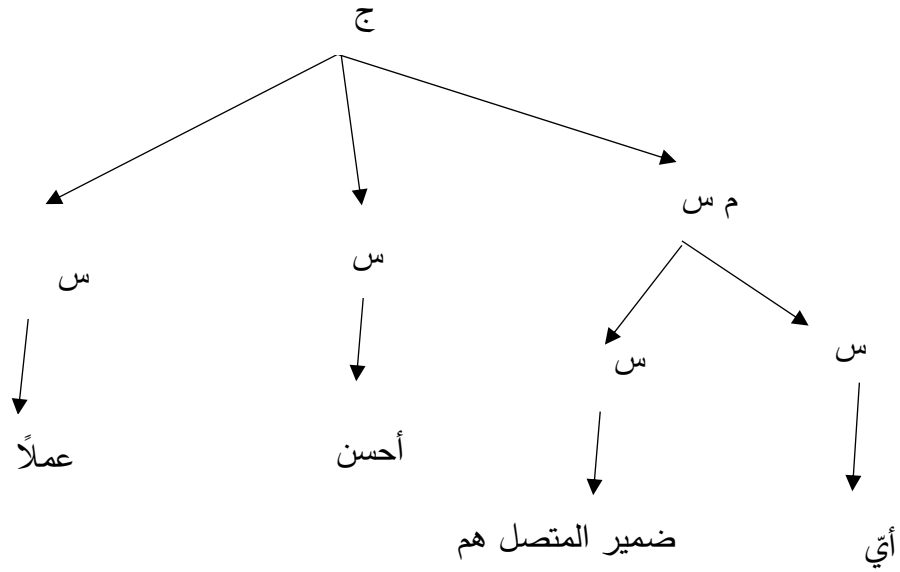 ج
م س
س
س
س
س
أيّ
ضمير المتصل هم
أحسن
عملاً